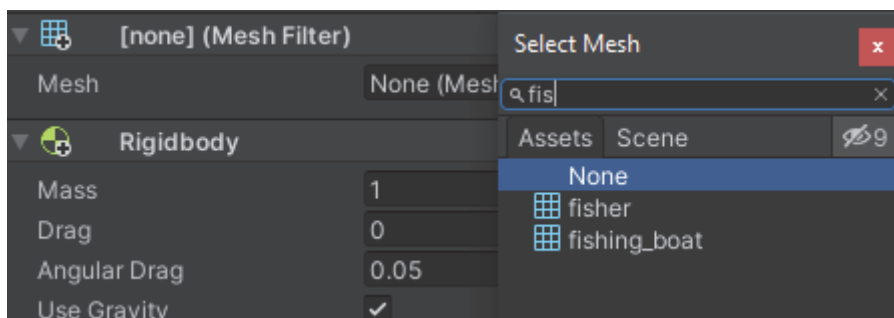 [none] (Mesh Filter)
Mesh
None (Mesh
Rigidbody
Mass
1
Drag
0
Angular Drag
0.05
Use Gravity
Select Mesh
x
fis
Assets
Scene
9
None
fisher
fishing_boat